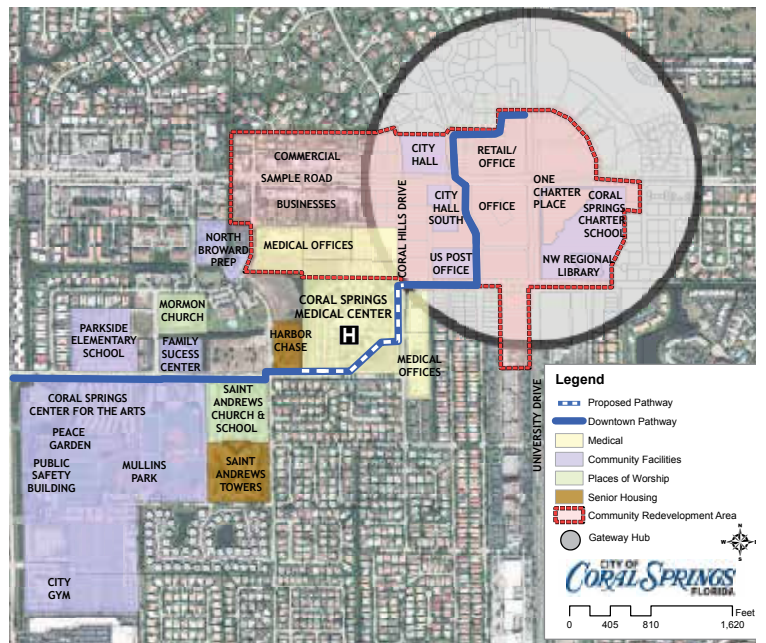 COMMERCIAL
SAMPLE ROAD
BUSINESSES
CITY
HALL
RETAIL/
OFFICE
CORAL HILLS DRIVE
CITY
HALL
SOUTH
OFFICE
ONE
CHARTER
PLACE
CORAL
SPRINGS
CHARTER
SCHOOL
NORTH
BROWARD
PREP
MEDICAL OFFICES
US POST
OFFICE
NW REGIONAL
LIBRARY
MORMON
CHURCH
CORAL SPRINGS
MEDICAL CENTER
H
PARKSIDE
ELEMENTARY
SCHOOL
FAMILY
SUCESS
CENTER
HARBOR
CHASE
MEDICAL
OFFICES
UNIVERSITY DRIVE
CORAL SPRINGS
CENTER FOR THE ARTS
PEACE
GARDEN
PUBLIC
SAFETY
BUILDING
MULLINS
PARK
SAINT
ANDREWS
CHURCH &
SCHOOL
SAINT
ANDREWS
TOWERS
CITY
GYM
Legend
Proposed Pathway
Downtown Pathway
Medical
Community Facilities
Places of Worship
Senior Housing
Community Redevelopment Area
Gateway Hub
N
W
E
S
CITY OF
CORAL SPRINGS
FLORIDA
Feet
0 405 810 1,620